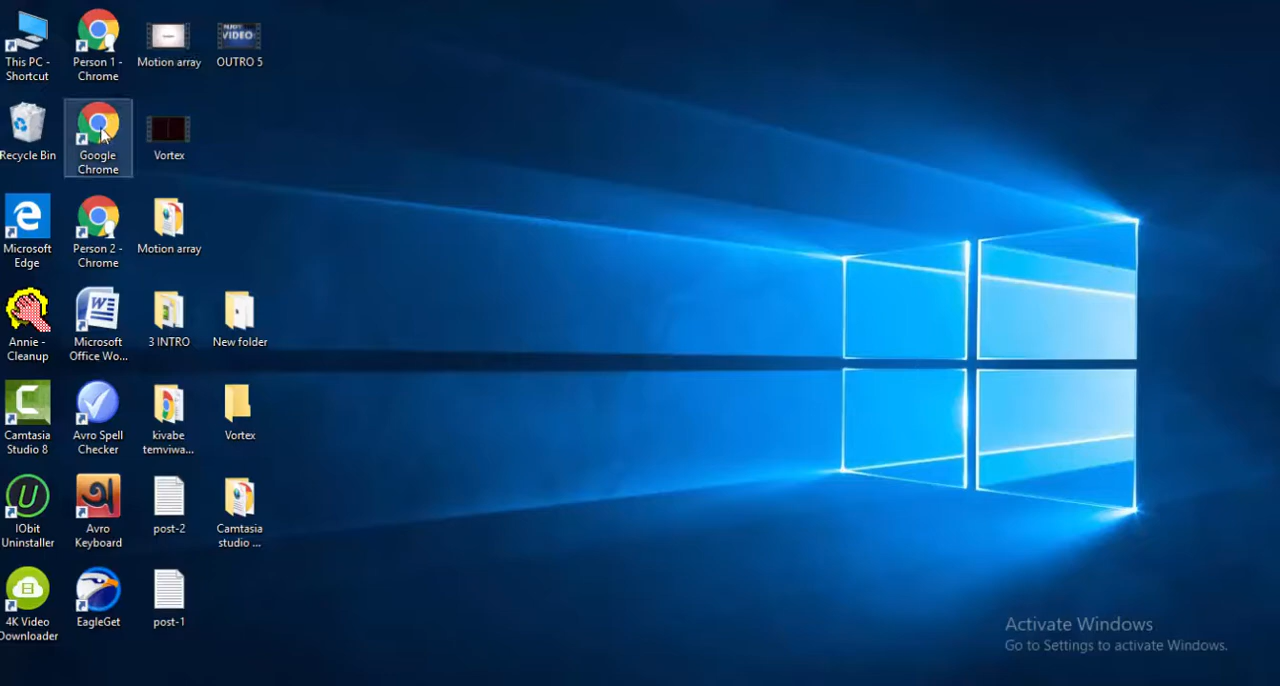 This PC -
Shortcut
Person 1 -
Chrome
Motion array
VIDEO
OUTRO 5
Recycle Bin
Google
Chrome
Vortex
Microsoft
Edge
Person 2 -
Chrome
Motion array
Annie -
Cleanup
Microsoft
Office Wo...
3 INTRO
New folder
Camtasia
Studio 8
Avro Spell
Checker
kivabe
temviwa...
Vortex
IObit
Uninstaller
Avro
Keyboard
post-2
Camtasia
studio ...
4K Video
Downloader
EagleGet
post-1
Activate Windows
Go to Settings to activate Windows.